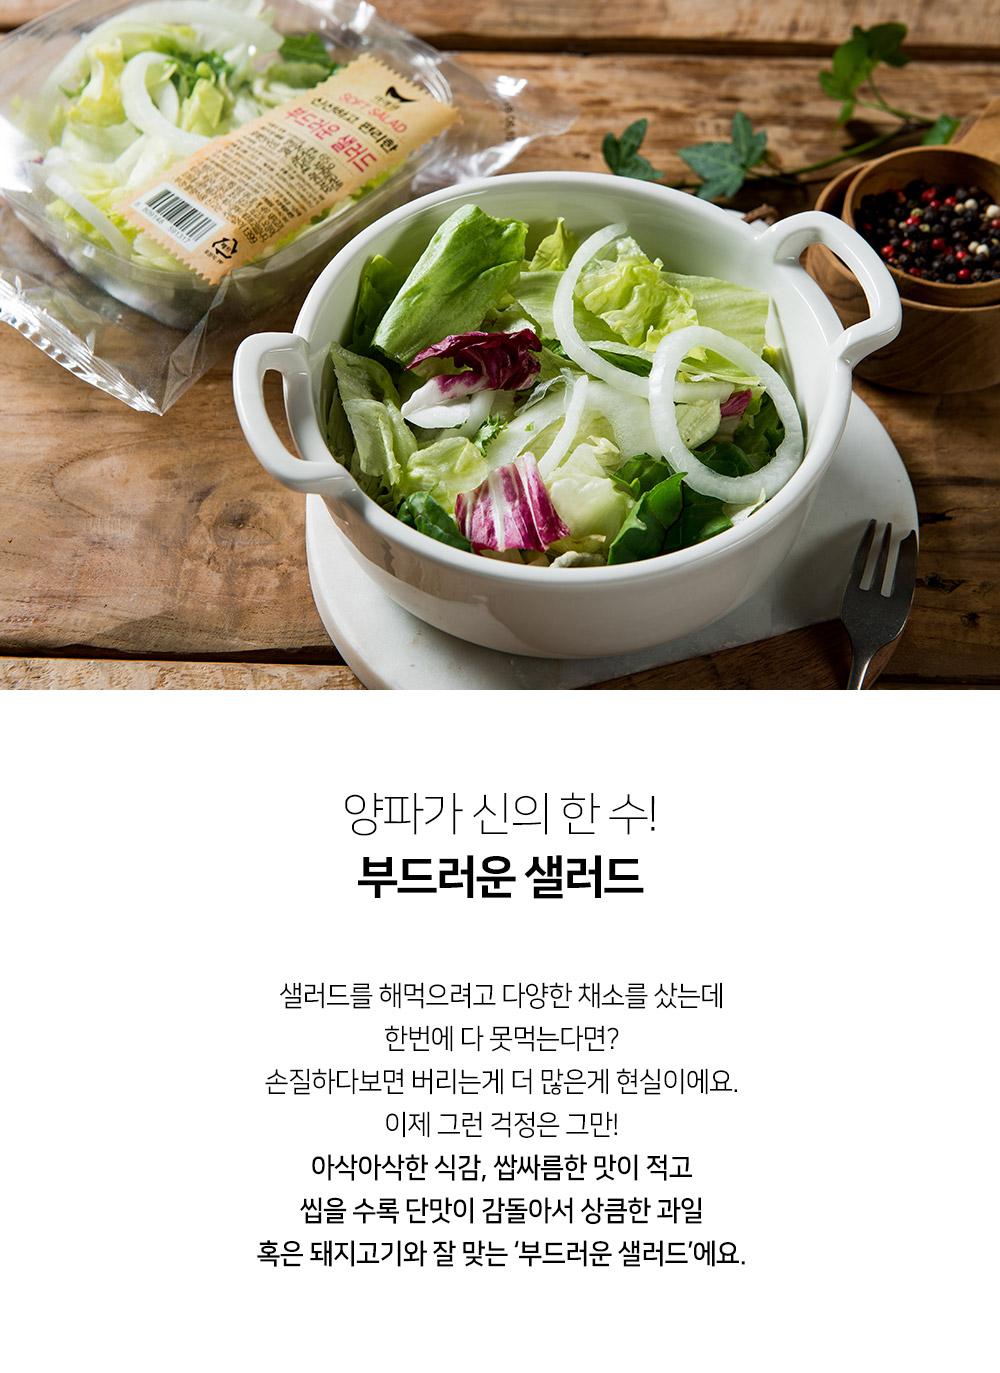 SOFT SALAD
신선하고 편리한
부드러운 샐러드
양파가 신의 한 수!
부드러운 샐러드
샐러드를 해먹으려고 다양한 채소를 샀는데
한번에 다 못먹는다면?
손질하다보면 버리는게 더 많은게 현실이에요.
이제 그런 걱정은 그만!
아삭아삭한 식감, 쌉싸름한 맛이 적고
씹을 수록 단맛이 감돌아서 상큼한 과일
혹은 돼지고기와 잘 맞는 ‘부드러운 샐러드’에요.